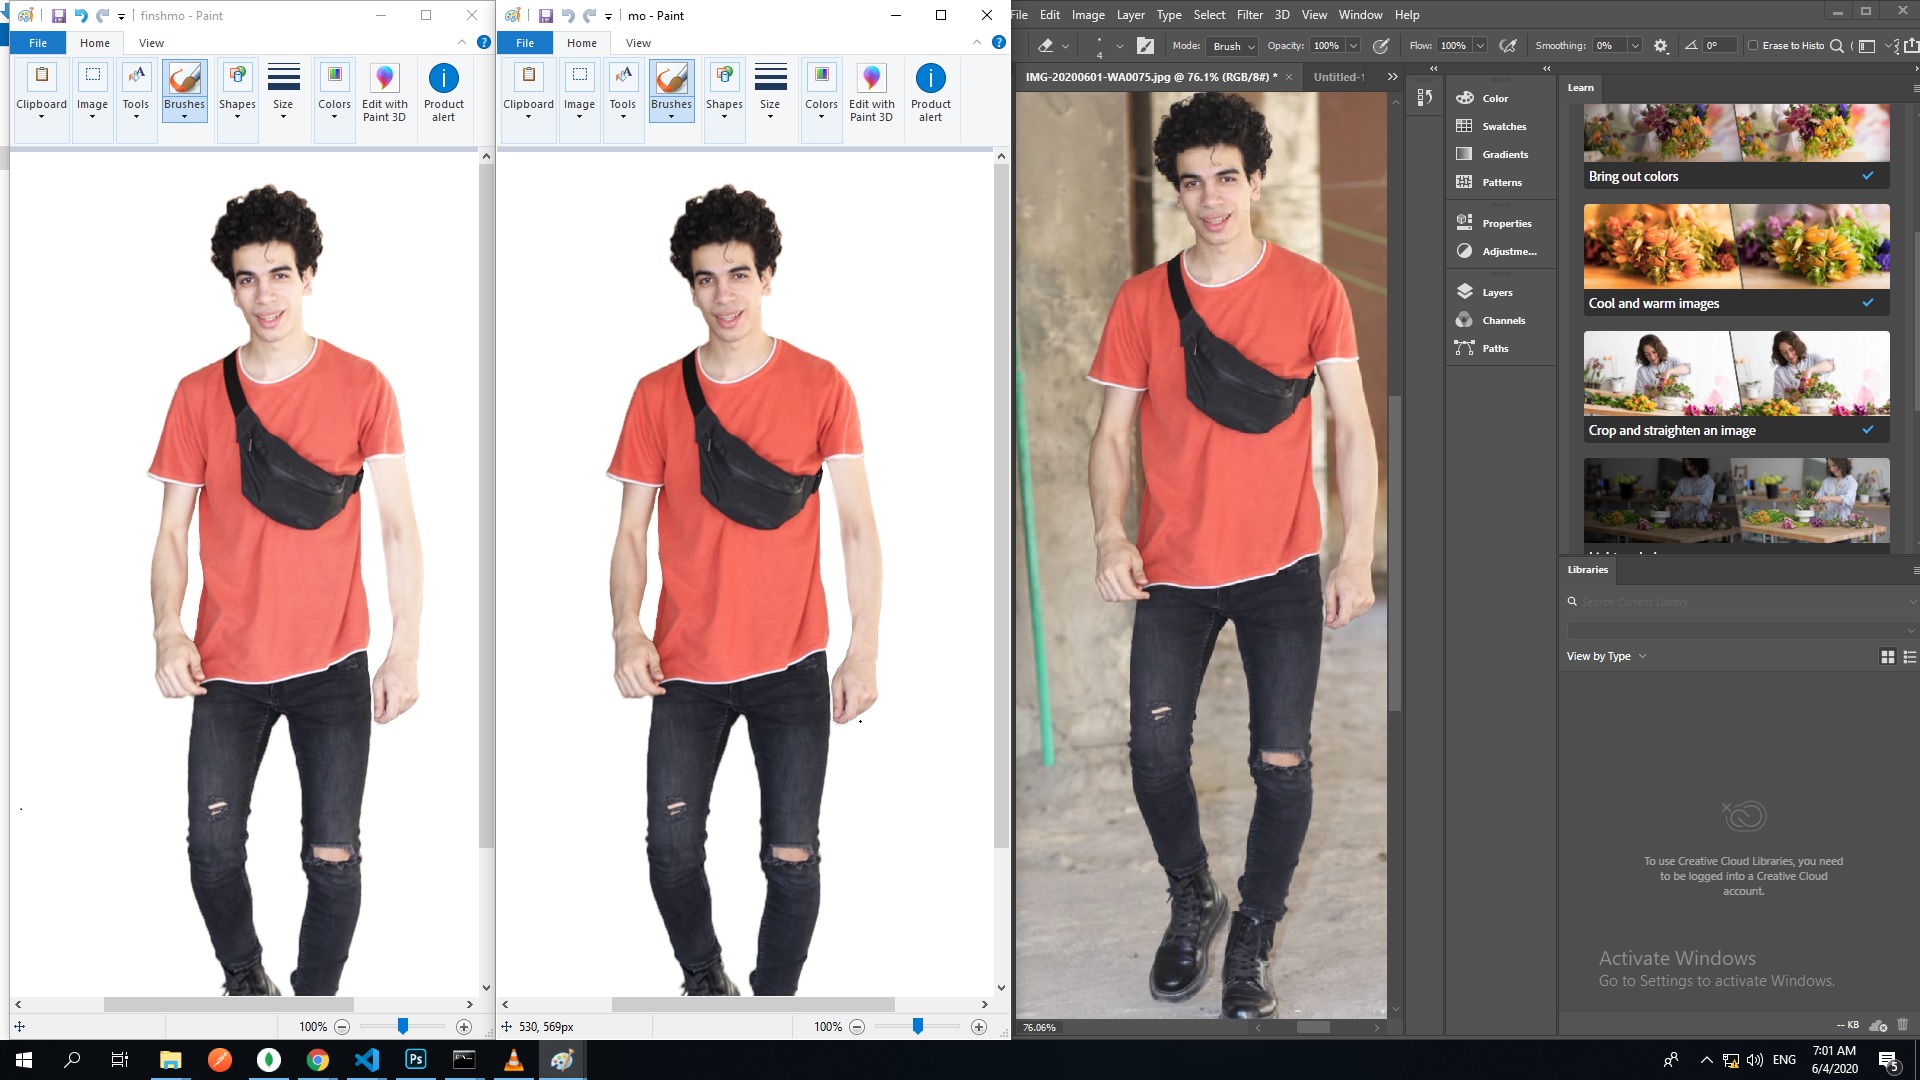 finshmo - Paint
File
Home
View
Clipboard
Image
Tools
Brushes
Shapes
Size
Colors
Edit with
Paint 3D
Product
alert
100%
mo - Paint
File
Home
View
Clipboard
Image
Tools
Brushes
Shapes
Size
Colors
Edit with
Paint 3D
Product
alert
530, 569px
100%
File Edit Image Layer Type Select Filter 3D View Window Help
4
Mode: Brush
Opacity: 100%
Flow: 100%
Smoothing: 0%
0°
Erase to Histo
IMG-20200601-WA0075.jpg @ 76.1% (RGB/8#) *
Untitled-1
76.06%
Color
Swatches
Gradients
Patterns
Properties
Adjustme...
Layers
Channels
Paths
Learn
Bring out colors
Cool and warm images
Crop and straighten an image
Libraries
Search Current Library
View by Type
To use Creative Cloud Libraries, you need
to be logged into a Creative Cloud
account.
Activate Windows
Go to Settings to activate Windows.
-- KB
Ps
ENG
7:01 AM
6/4/2020
5